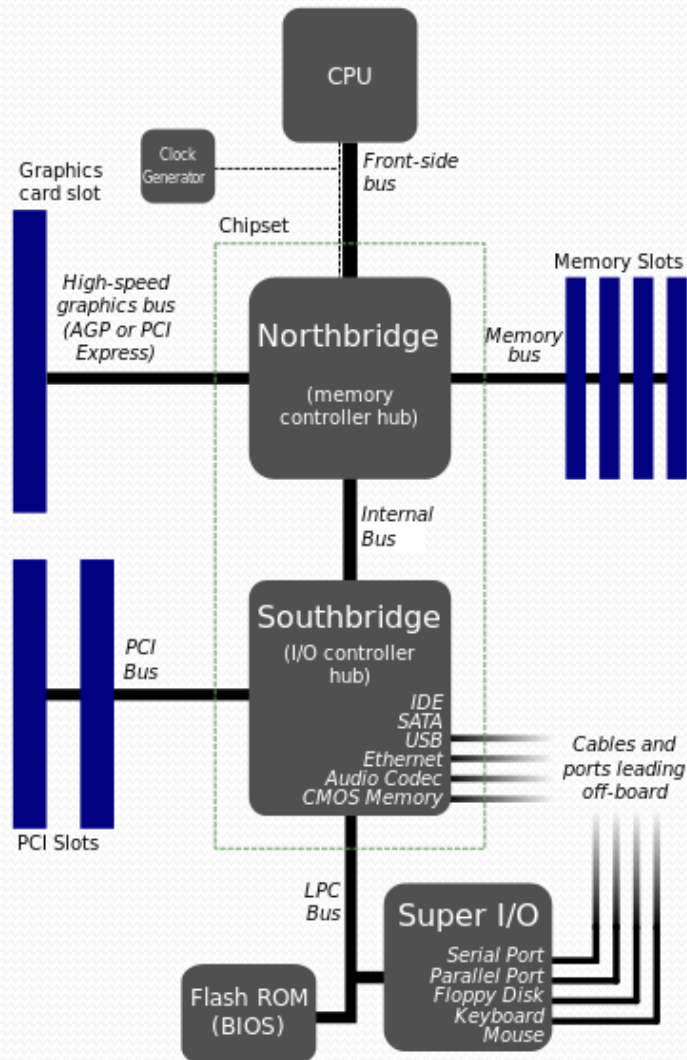 CPU
Clock
Generator
Front-side
bus
Graphics
card slot
Chipset
High-speed
graphics bus
(AGP or PCI
Express)
Northbridge
(memory
controller hub)
Memory Slots
Memory
bus
Internal
Bus
Southbridge
(I/O controller
hub)
PCI
Bus
IDE
SATA
USB
Ethernet
Audio Codec
CMOS Memory
Cables and
ports leading
off-board
PCI Slots
LPC
Bus
Super I/O
Serial Port
Parallel Port
Floppy Disk
Keyboard
Mouse
Flash ROM
(BIOS)